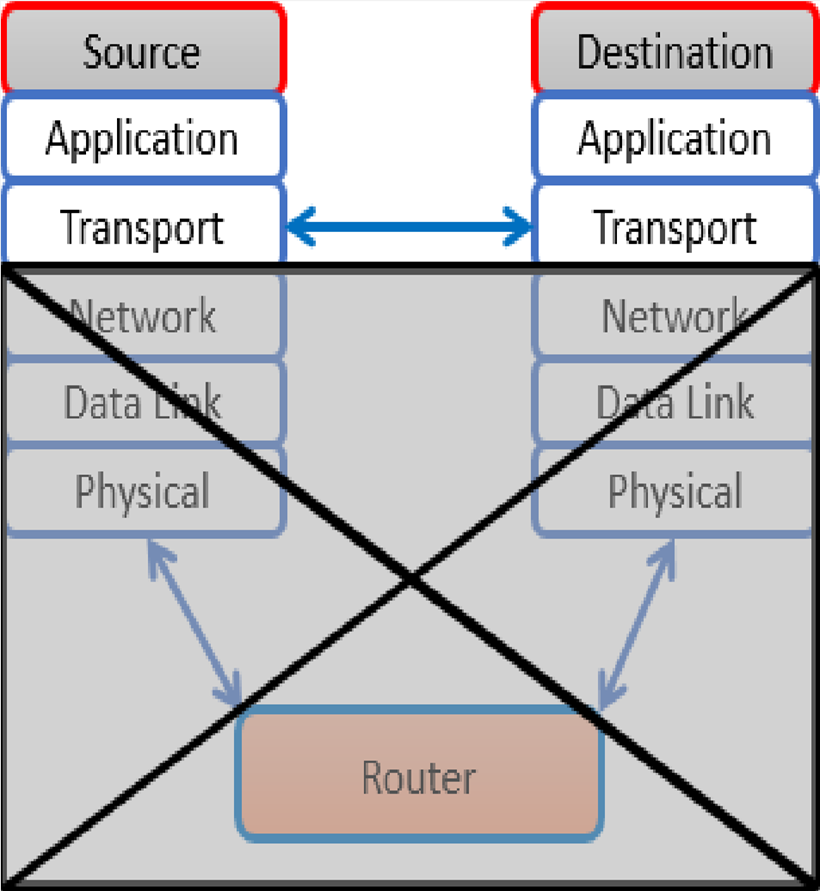 Source
Destination
Application
Application
Transport
Transport
Network
Network
Data Link
Data Link
Physical
Physical
Router